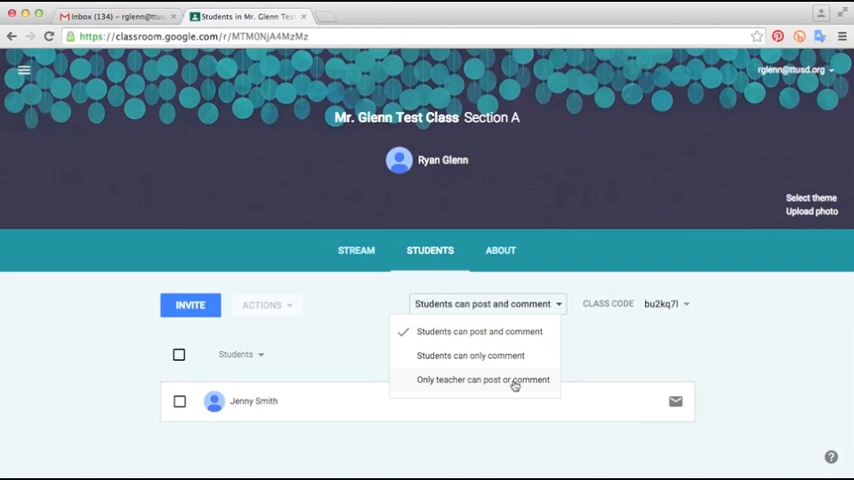 Inbox (134) – rglenn@ttus
Students in Mr. Glenn Test
https://classroom.google.com/r/MTM0NjA4MzMz
rglenn@ttusd.org
Mr. Glenn Test Class Section A
Ryan Glenn
Select theme
Upload photo
STREAM STUDENTS ABOUT
INVITE ACTIONS Students can post and comment CLASS CODE bu2kq7l
Students can post and comment
Students can only comment
Only teacher can post or comment
Students
Jenny Smith